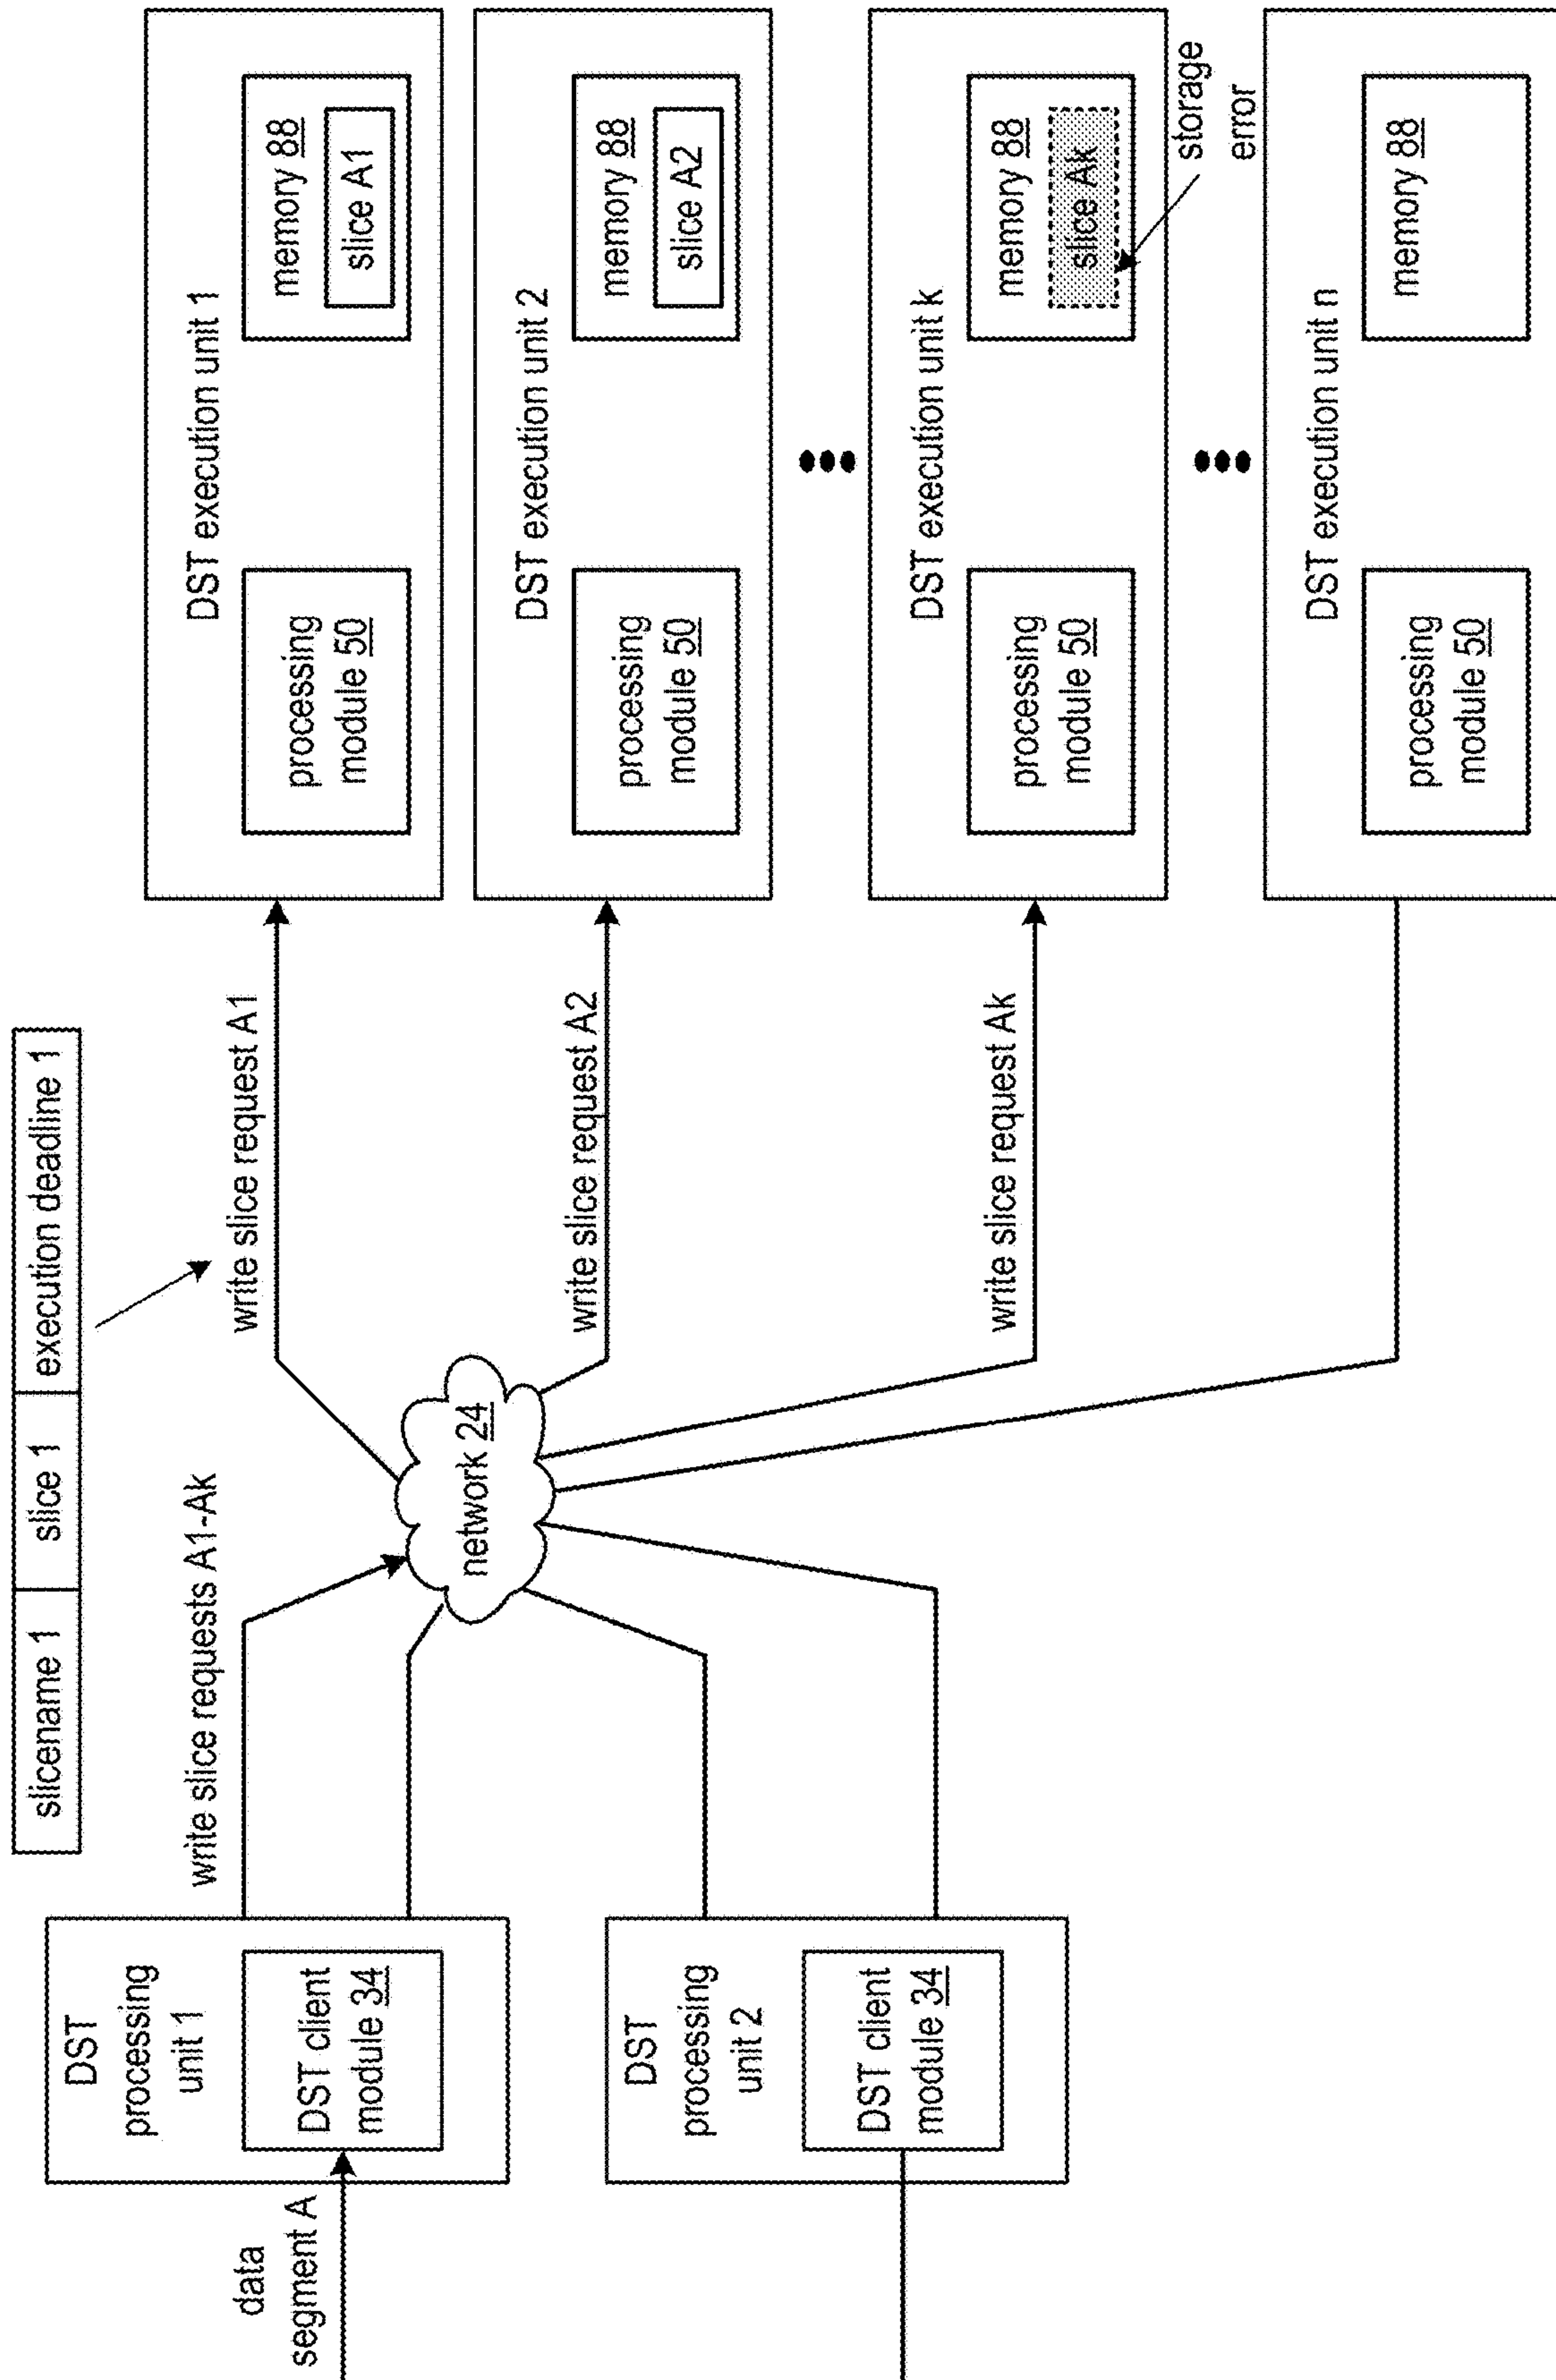 slicename 1
slice 1
execution deadline 1
data
segment A
DST
processing
unit 1
DST client
module 34
write slice requests A1-Ak
DST
processing
unit 2
DST client
module 34
network 24
write slice request A1
write slice request A2
write slice request Ak
DST execution unit 1
processing
module 50
memory 88
slice A1
DST execution unit 2
processing
module 50
memory 88
slice A2
DST execution unit k
processing
module 50
memory 88
slice Ak
storage
error
DST execution unit n
processing
module 50
memory 88